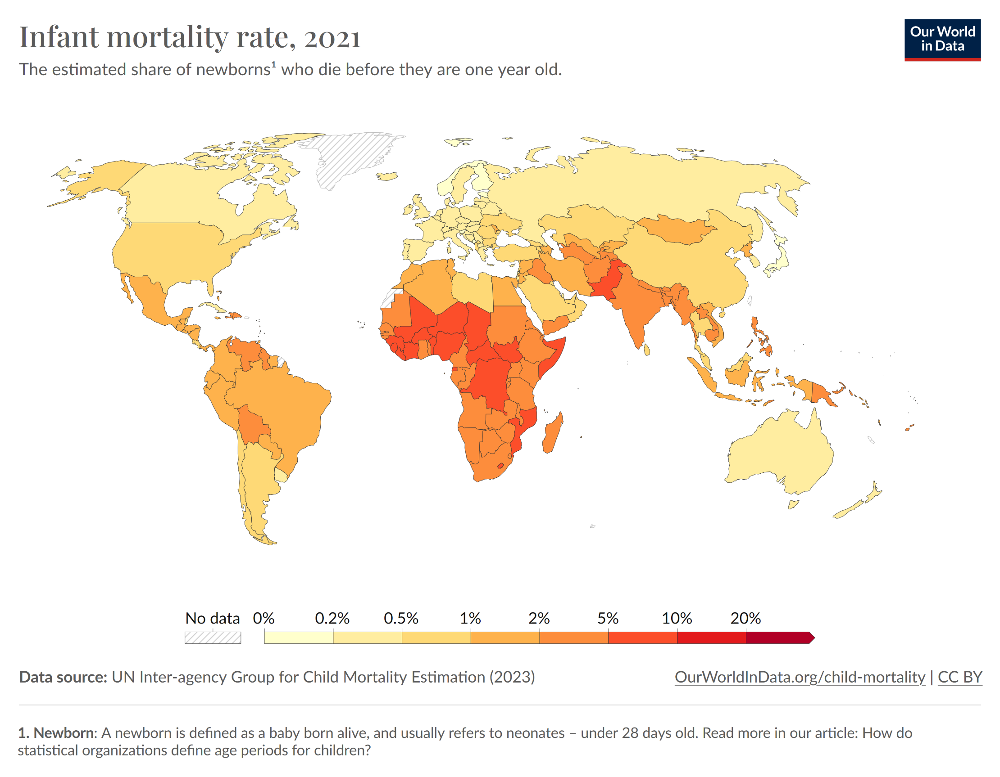 Infant mortality rate, 2021
Our World
in Data
The estimated share of newborns¹ who die before they are one year old.
No data 0% 0.2% 0.5% 1% 2% 5% 10% 20%
Data source: UN Inter-agency Group for Child Mortality Estimation (2023)
OurWorldInData.org/child-mortality | CC BY
1. Newborn: A newborn is defined as a baby born alive, and usually refers to neonates – under 28 days old. Read more in our article: How do
statistical organizations define age periods for children?